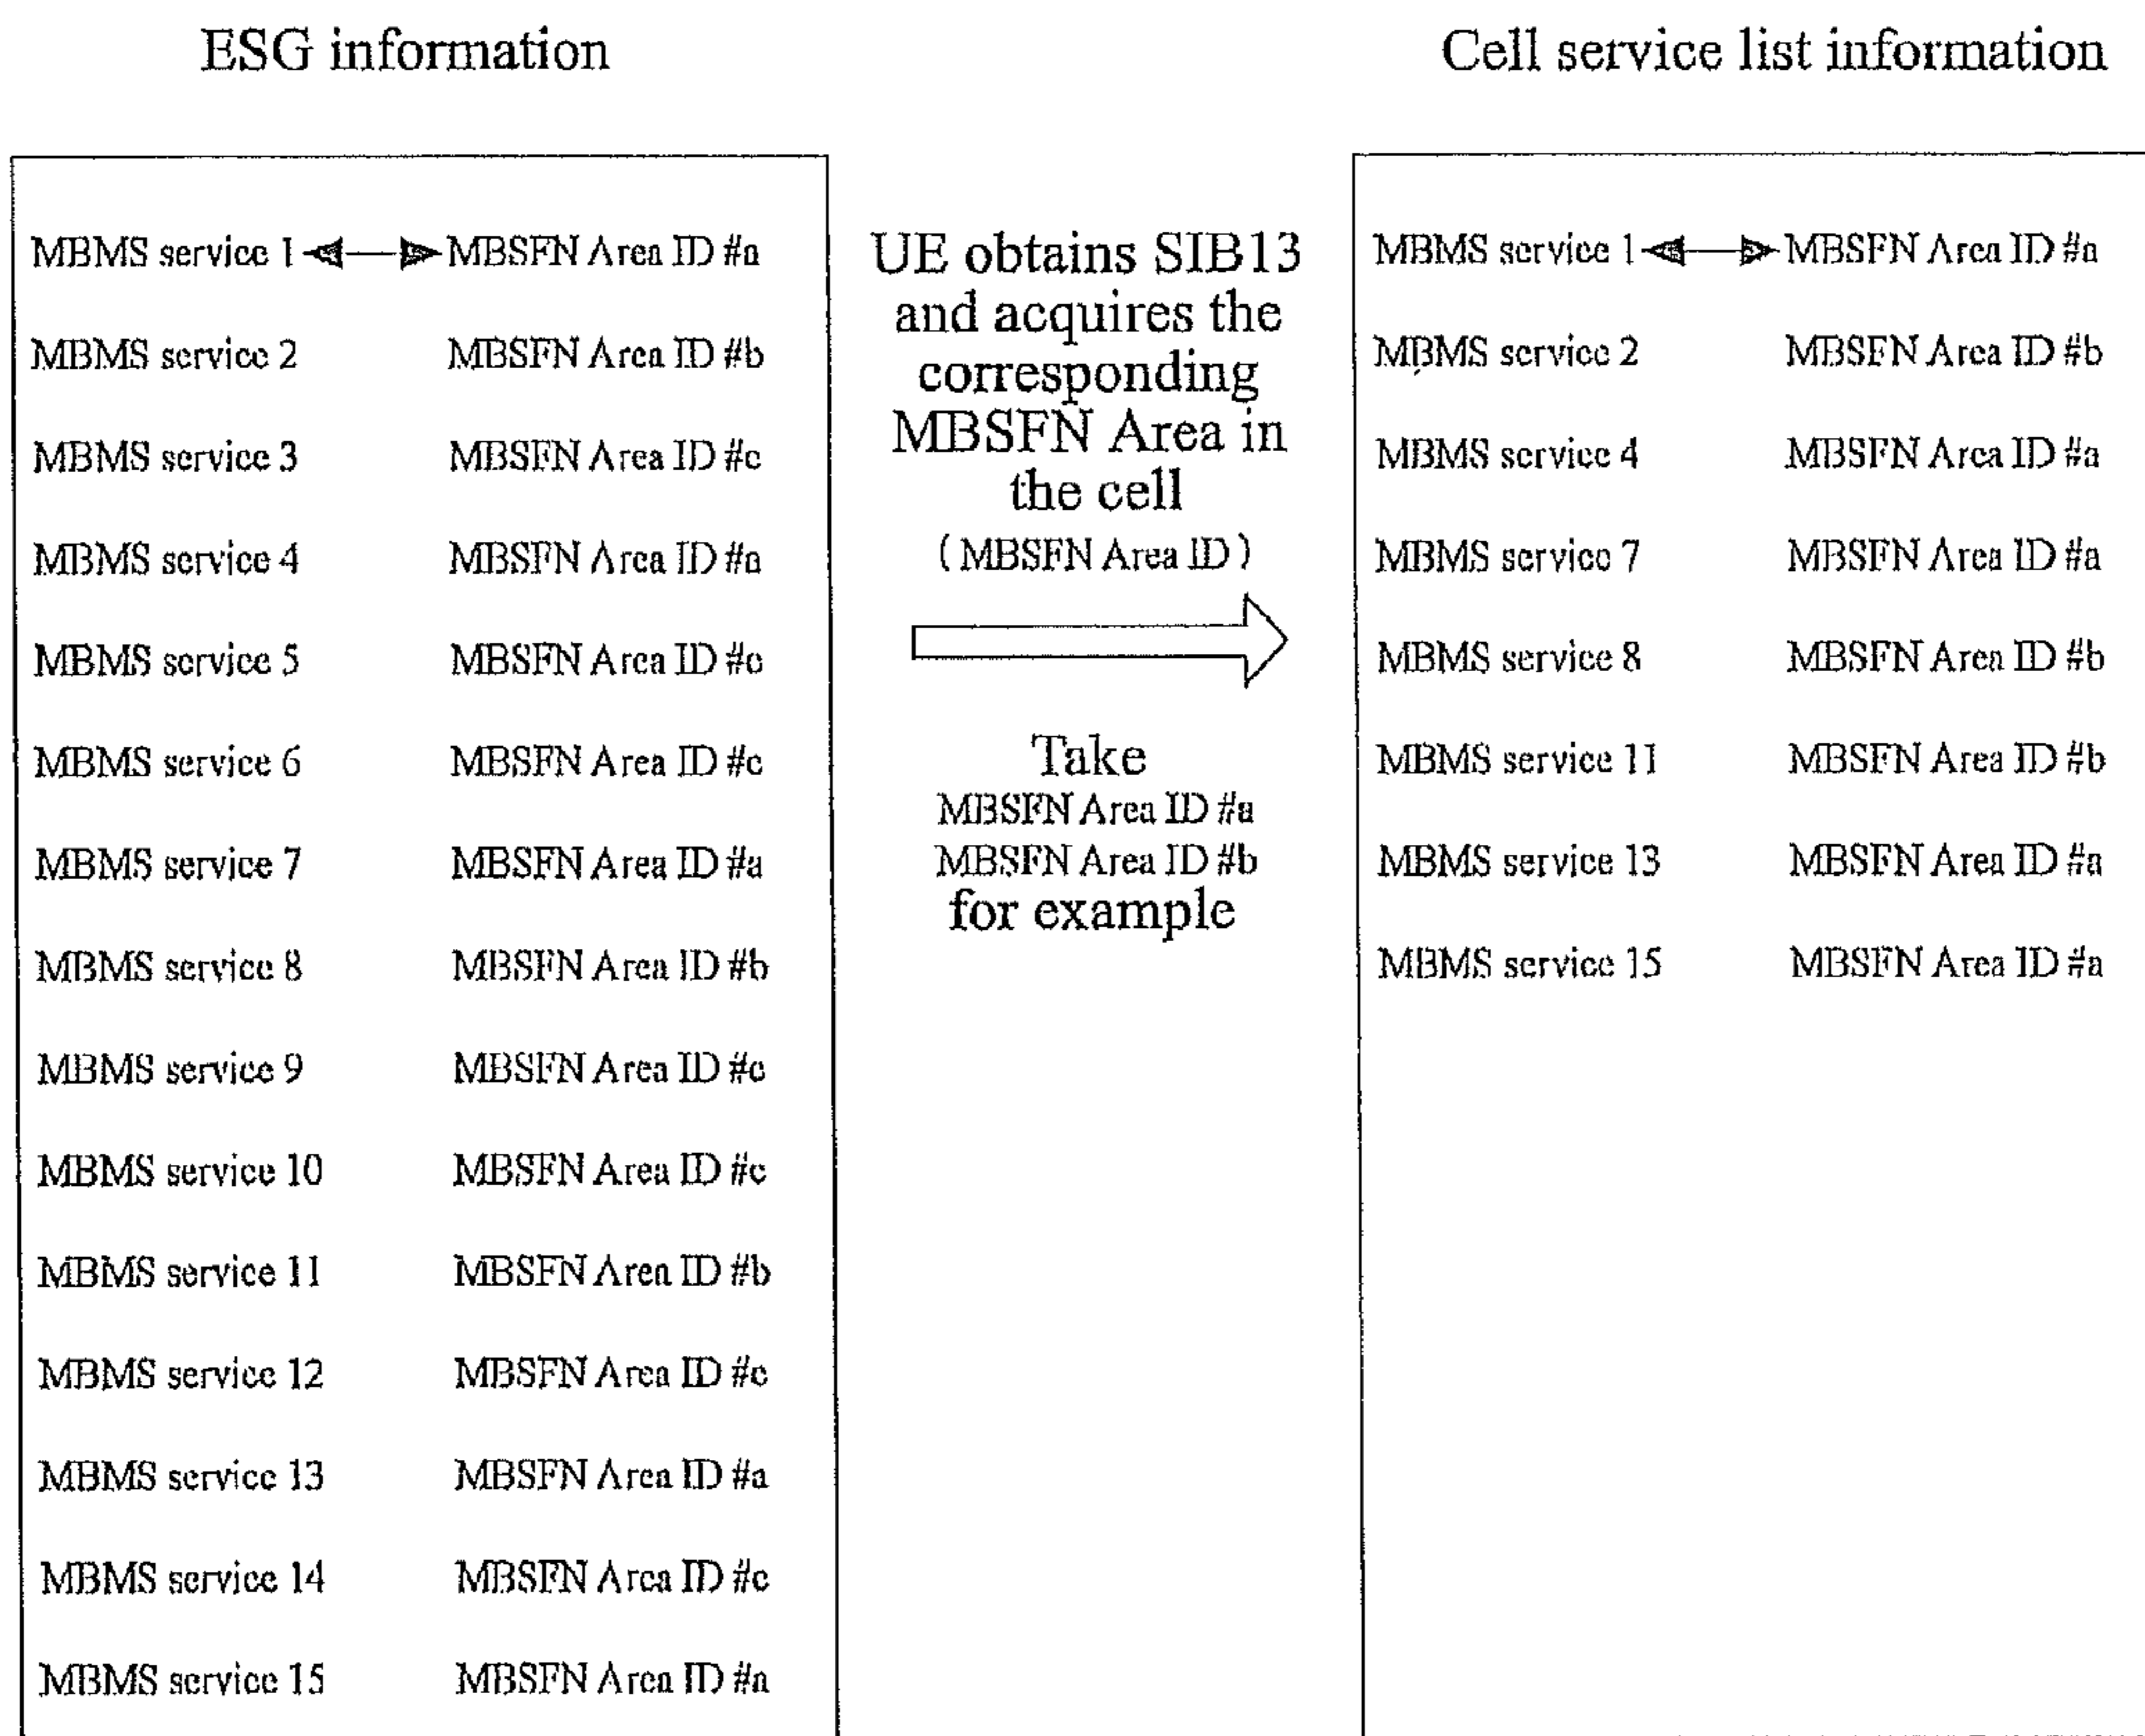 ESG information
MBMS service 1 MBSFN Area ID #a
MBMS service 2 MBSFN Area ID #b
MBMS service 3 MBSFN Area ID #c
MBMS service 4 MBSFN Area ID #a
MBMS service 5 MBSFN Area ID #c
MBMS service 6 MBSFN Area ID #c
MBMS service 7 MBSFN Area ID #a
MBMS service 8 MBSFN Area ID #b
MBMS service 9 MBSFN Area ID #c
MBMS service 10 MBSFN Area ID #c
MBMS service 11 MBSFN Area ID #b
MBMS service 12 MBSFN Area ID #c
MBMS service 13 MBSFN Area ID #a
MBMS service 14 MBSFN Area ID #c
MBMS service 15 MBSFN Area ID #a
UE obtains SIB13
and acquires the
corresponding
MBSFN Area in
the cell
(MBSFN Area ID)
Take
MBSFN Area ID #a
MBSFN Area ID #b
for example
Cell service list information
MBMS service 1 MBSFN Area ID #a
MBMS service 2 MBSFN Area ID #b
MBMS service 4 MBSFN Area ID #a
MBMS service 7 MBSFN Area ID #a
MBMS service 8 MBSFN Area ID #b
MBMS service 11 MBSFN Area ID #b
MBMS service 13 MBSFN Area ID #a
MBMS service 15 MBSFN Area ID #a